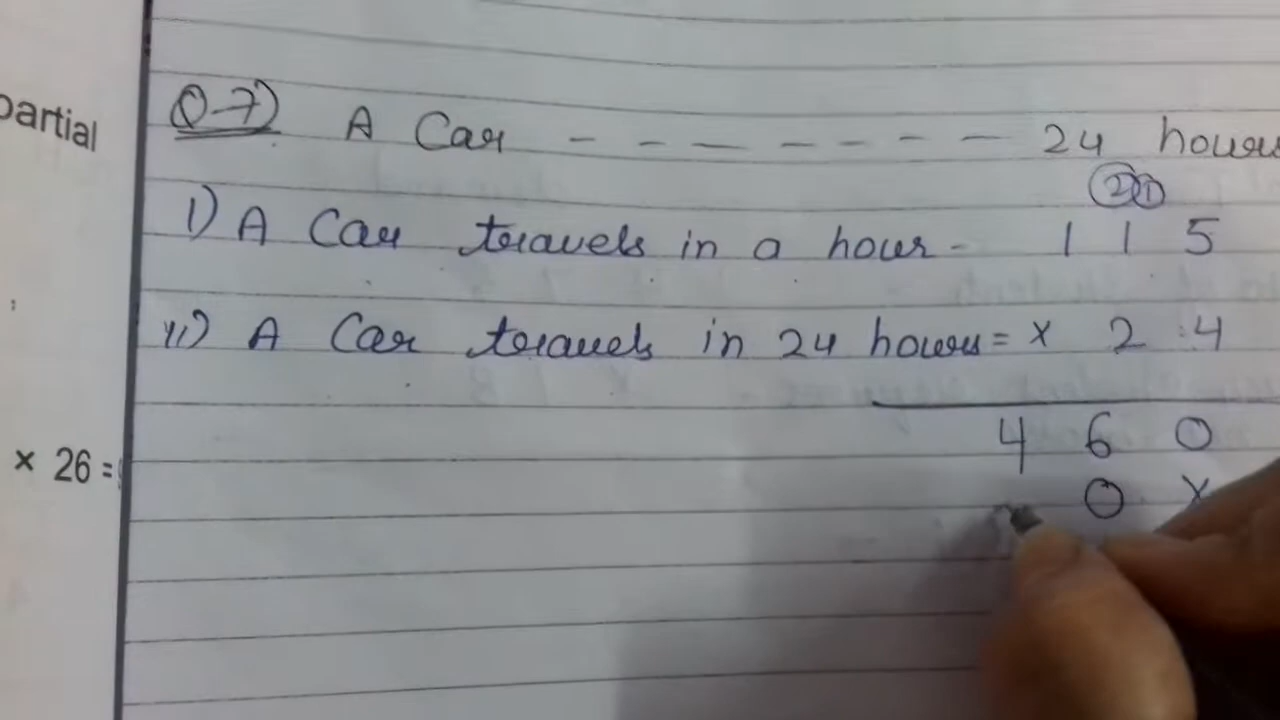 partial
Q-7) A Car - - - - - - - 24 hours
② ①
i) A Car travels in a hour - 1 1 5
ii) A Car travels in 24 hours = × 2 4
4 6 0
× 26 =
0 ×